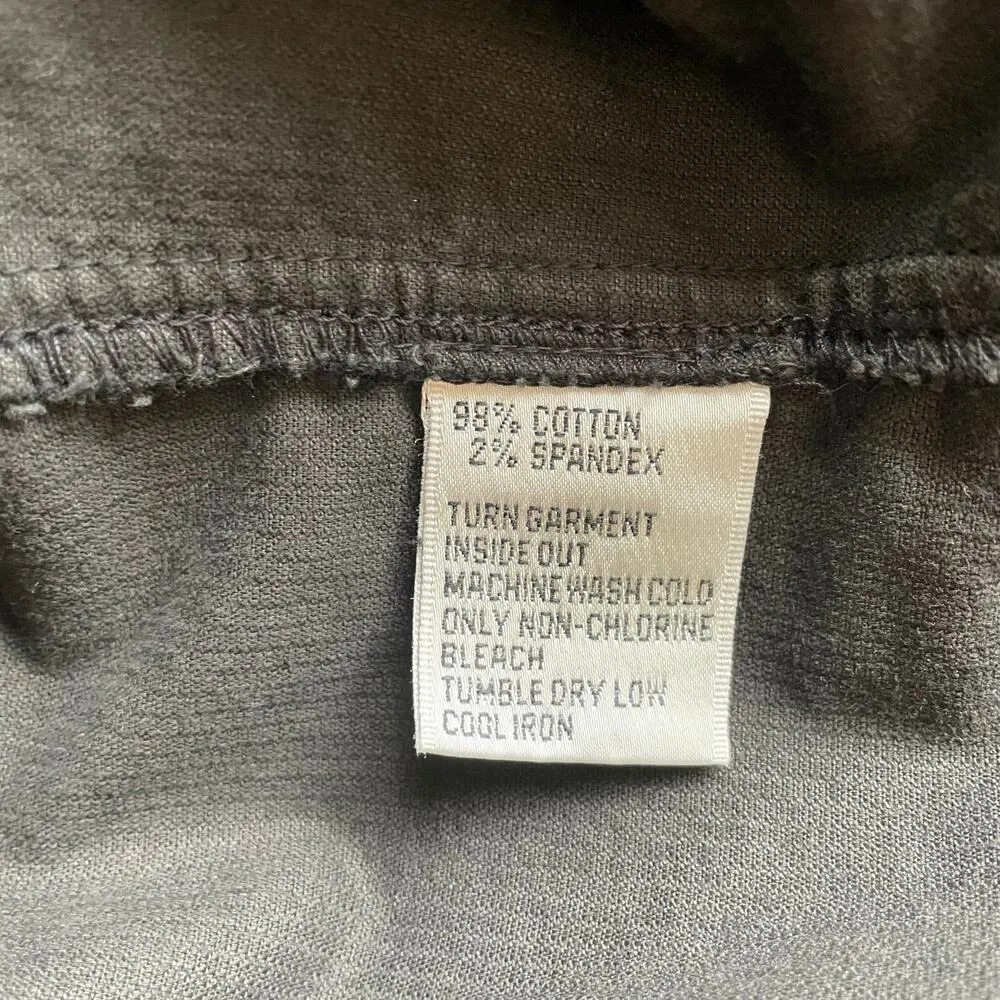 98% COTTON
2% SPANDEX
TURN GARMENT
INSIDE OUT
MACHINE WASH COLD
ONLY NON-CHLORINE
BLEACH
TUMBLE DRY LOW
COOL IRON